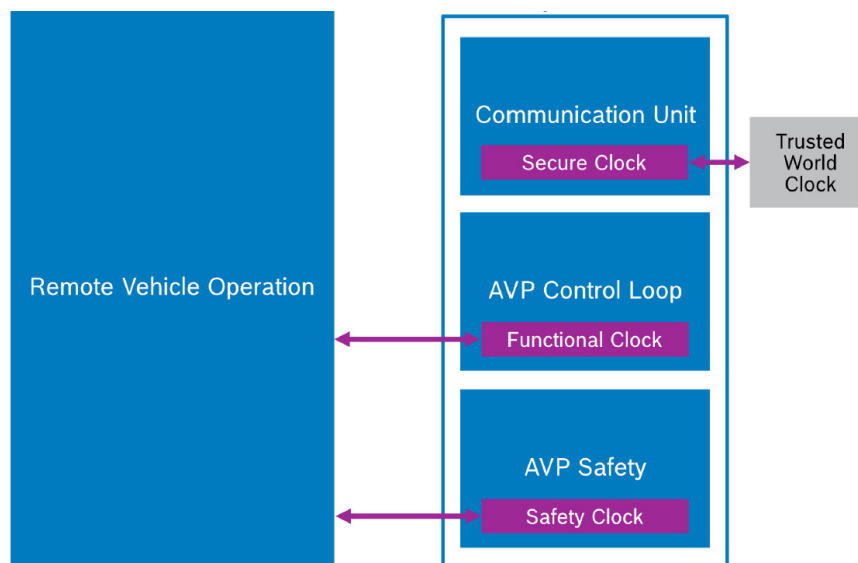 Remote Vehicle Operation
Communication Unit
Secure Clock
Trusted
World
Clock
AVP Control Loop
Functional Clock
AVP Safety
Safety Clock